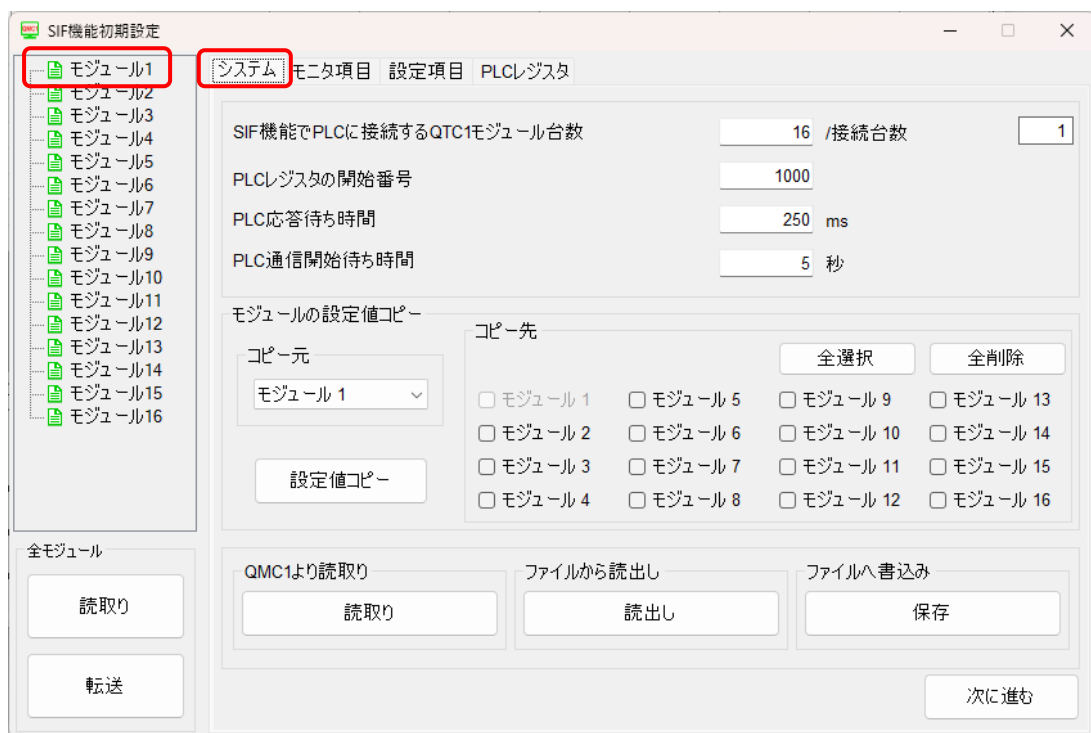 QMC1 SIF機能初期設定
モジュール1
モジュール2
モジュール3
モジュール4
モジュール5
モジュール6
モジュール7
モジュール8
モジュール9
モジュール10
モジュール11
モジュール12
モジュール13
モジュール14
モジュール15
モジュール16
全モジュール
読取り
転送
システム モニタ項目 設定項目 PLCレジスタ
SIF機能でPLCに接続するQTC1モジュール台数 16 /接続台数 1
PLCレジスタの開始番号 1000
PLC応答待ち時間 250 ms
PLC通信開始待ち時間 5 秒
モジュールの設定値コピー
コピー元
モジュール 1
設定値コピー
コピー先
全選択 全削除
モジュール 1 モジュール 5 モジュール 9 モジュール 13
モジュール 2 モジュール 6 モジュール 10 モジュール 14
モジュール 3 モジュール 7 モジュール 11 モジュール 15
モジュール 4 モジュール 8 モジュール 12 モジュール 16
QMC1より読取り ファイルから読出し ファイルへ書込み
読取り 読出し 保存
次に進む